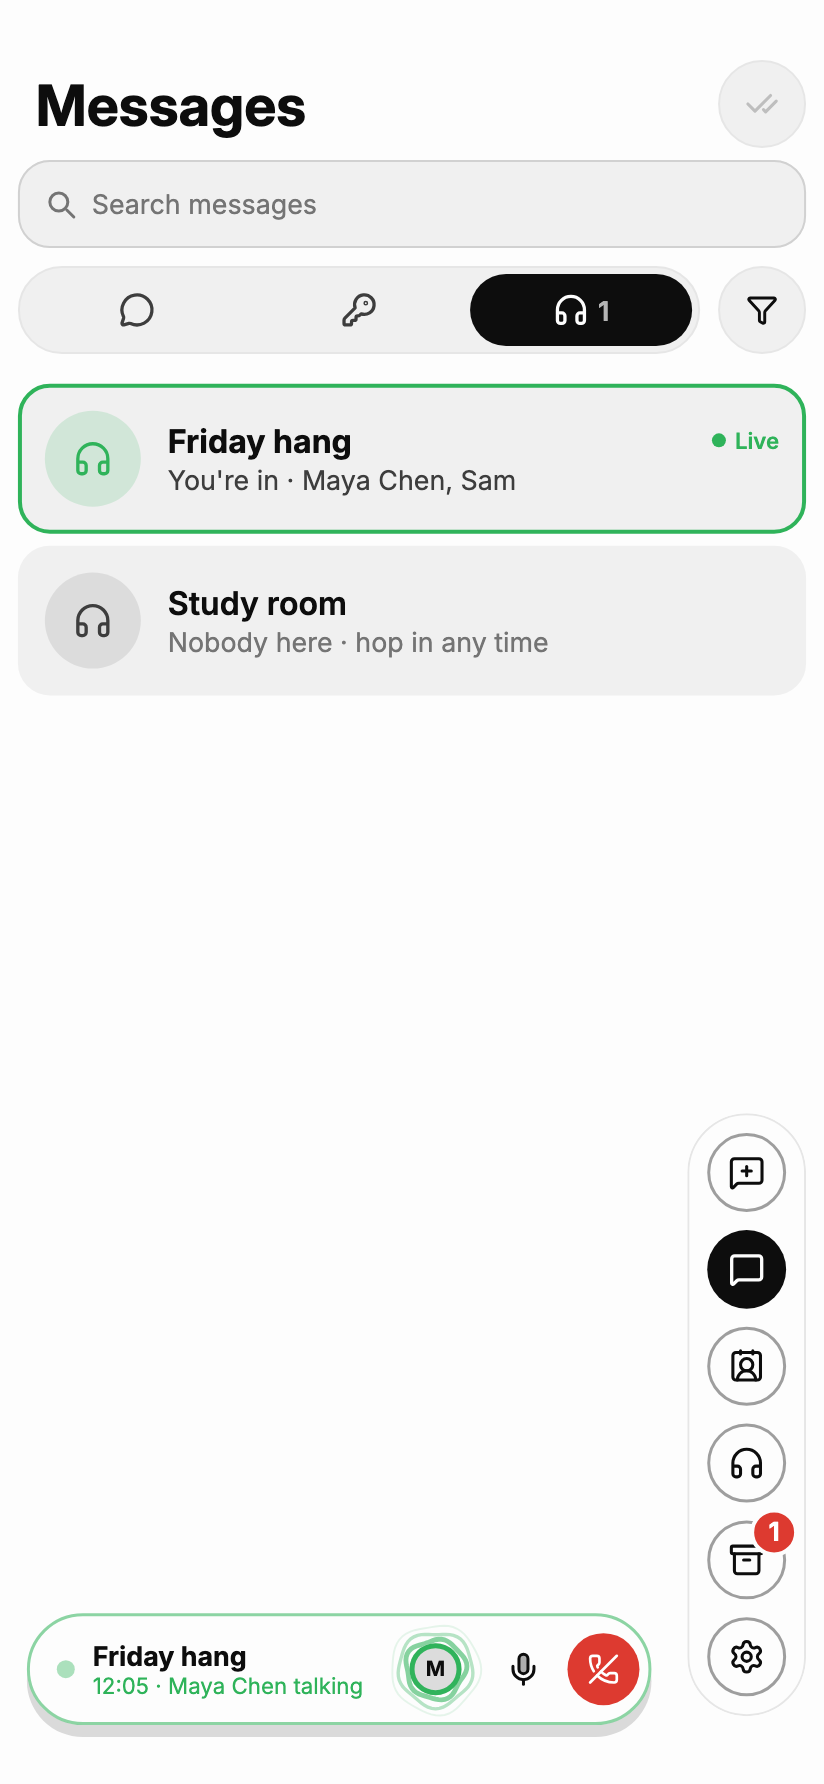 Messages
Search messages
1
Friday hang
Live
You're in · Maya Chen, Sam
Study room
Nobody here · hop in any time
1
Friday hang
12:05 · Maya Chen talking
M